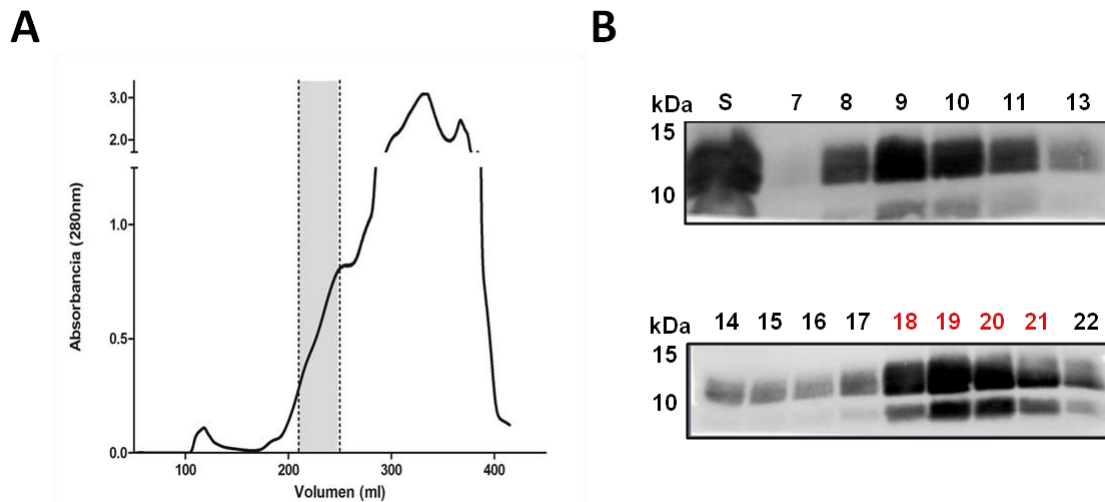 A
3.0
2.0
1.0
0.5
0.0
Absorbancia (280nm)
100 200 300 400
Volumen (ml)
B
kDa S 7 8 9 10 11 13
15
10
kDa 14 15 16 17 18 19 20 21 22
15
10